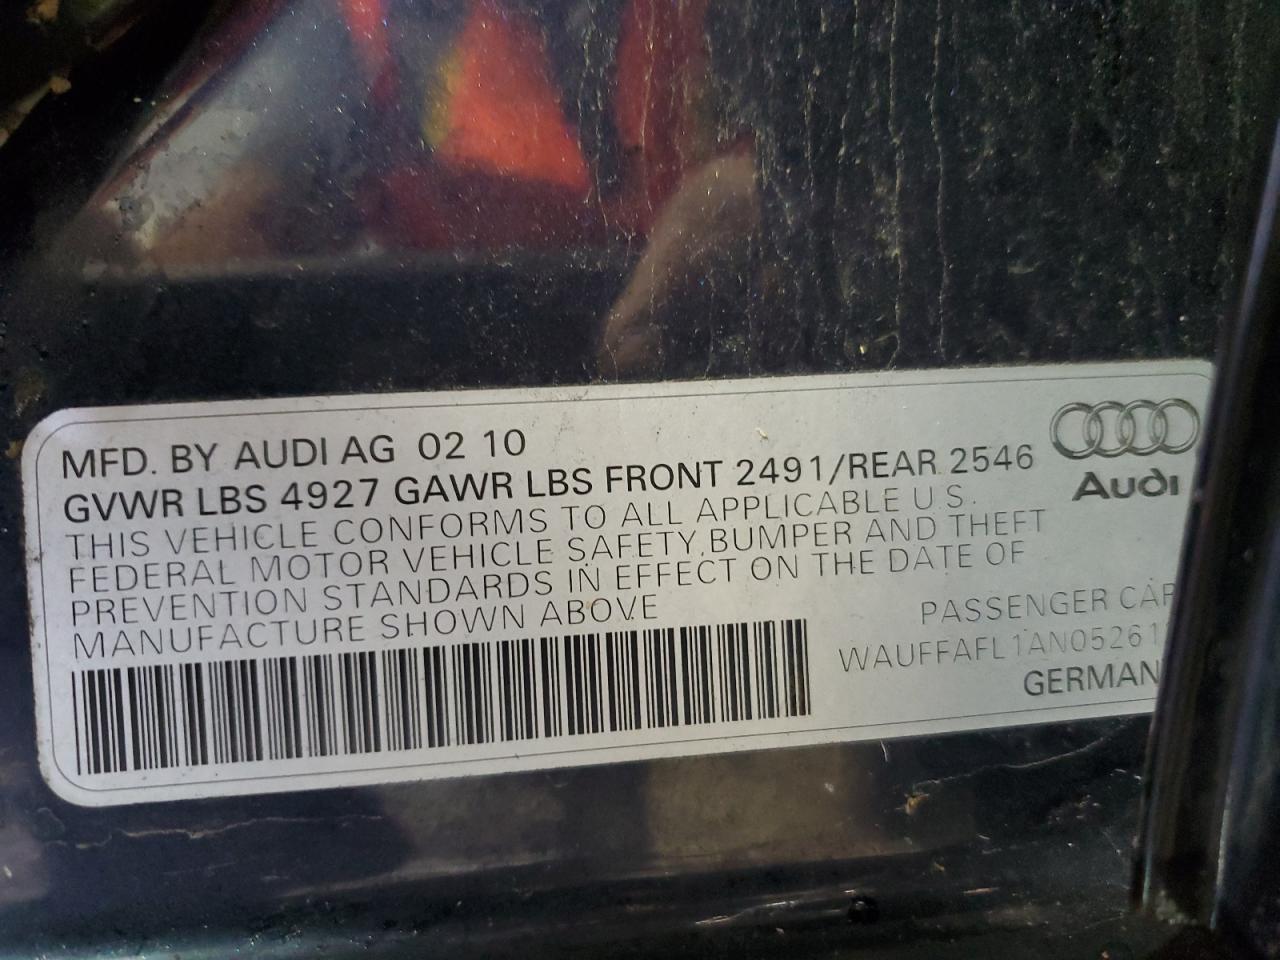 MFD. BY AUDI AG 02 10
GVWR LBS 4927 GAWR LBS FRONT 2491/REAR 2546
THIS VEHICLE CONFORMS TO ALL APPLICABLE U.S.
FEDERAL MOTOR VEHICLE SAFETY, BUMPER AND THEFT
PREVENTION STANDARDS IN EFFECT ON THE DATE OF
MANUFACTURE SHOWN ABOVE
Audi
PASSENGER CAR
GERMAN